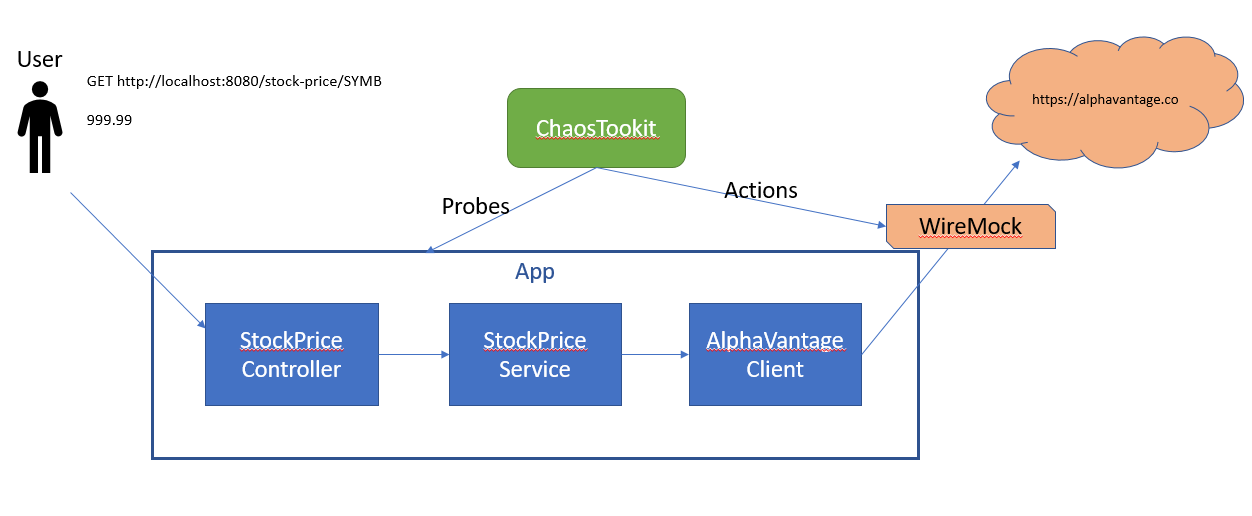 User
GET http://localhost:8080/stock-price/SYMB
999.99
ChaosTookit
https://alphavantage.co
Probes
Actions
WireMock
App
StockPrice
Controller
StockPrice
Service
AlphaVantage
Client